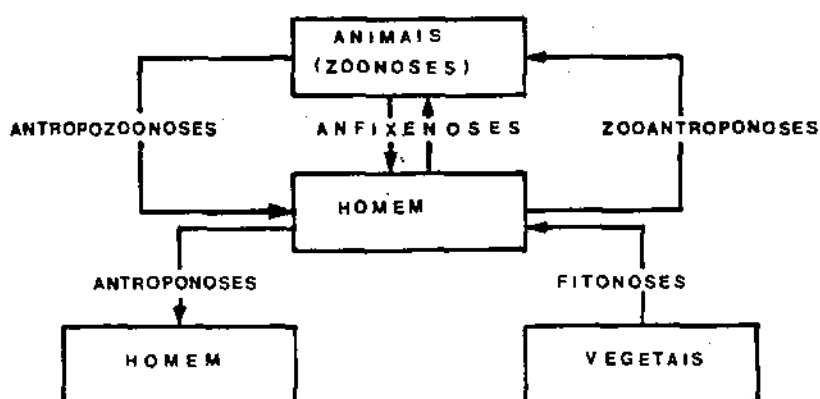 ANIMAIS
(ZOONOSES)
ANTROPOZOONOSES
ANFIXENOSES
ZOOANTROPONOSES
HOMEM
ANTROPONOSES
FITONOSES
HOMEM
VEGETAIS